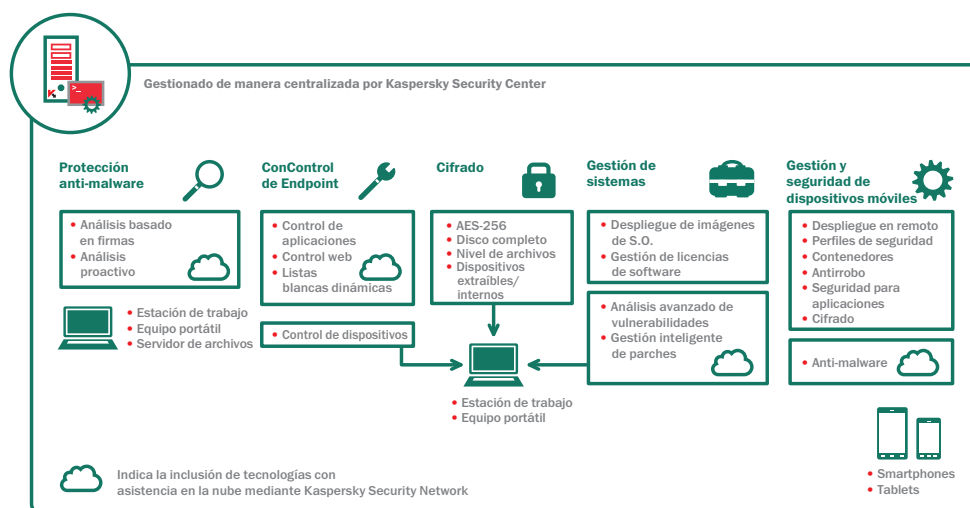 Gestionado de manera centralizada por Kaspersky Security Center
Protección
anti-malware
• Análisis basado
en firmas
• Análisis
proactivo
• Estación de trabajo
• Equipo portátil
• Servidor de archivos
ConControl
de Endpoint
• Control de
aplicaciones
• Control web
• Listas
blancas dinámicas
• Control de dispositivos
Cifrado
• AES-256
• Disco completo
• Nivel de archivos
• Dispositivos
extraíbles/
internos
• Estación de trabajo
• Equipo portátil
Gestión de
sistemas
• Despliegue de imágenes
de S.O.
• Gestión de licencias
de software
• Análisis avanzado de
vulnerabilidades
• Gestión inteligente
de parches
Gestión y
seguridad de
dispositivos móviles
• Despliegue en remoto
• Perfiles de seguridad
• Contenedores
• Antirrobo
• Seguridad para
aplicaciones
• Cifrado
• Anti-malware
• Smartphones
• Tablets
Indica la inclusión de tecnologías con
asistencia en la nube mediante Kaspersky Security Network